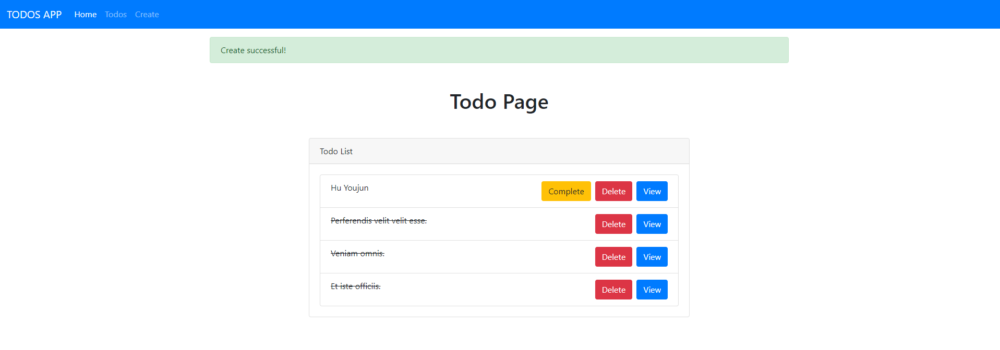 TODOS APP Home Todos Create
Create successful!
Todo Page
Todo List
Hu Youjun Complete Delete View
Perferendis velit velit esse. Delete View
Veniam omnis. Delete View
Et iste officiis. Delete View